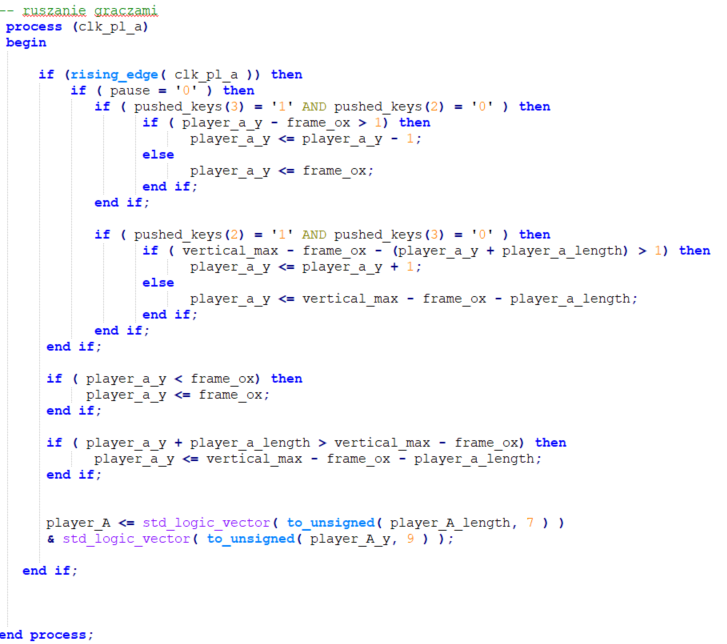 -- ruszanie graczami
process (clk_pl_a)
begin
if (rising_edge( clk_pl_a )) then
if ( pause = '0' ) then
if ( pushed_keys(3) = '1' AND pushed_keys(2) = '0' ) then
if ( player_a_y - frame_ox > 1) then
player_a_y <= player_a_y - 1;
else
player_a_y <= frame_ox;
end if;
end if;
if ( pushed_keys(2) = '1' AND pushed_keys(3) = '0' ) then
if ( vertical_max - frame_ox - (player_a_y + player_a_length) > 1) then
player_a_y <= player_a_y + 1;
else
player_a_y <= vertical_max - frame_ox - player_a_length;
end if;
end if;
end if;
if ( player_a_y < frame_ox) then
player_a_y <= frame_ox;
end if;
if ( player_a_y + player_a_length > vertical_max - frame_ox) then
player_a_y <= vertical_max - frame_ox - player_a_length;
end if;
player_A <= std_logic_vector( to_unsigned( player_A_length, 7 ) )
& std_logic_vector( to_unsigned( player_A_y, 9 ) );
end if;
end process;